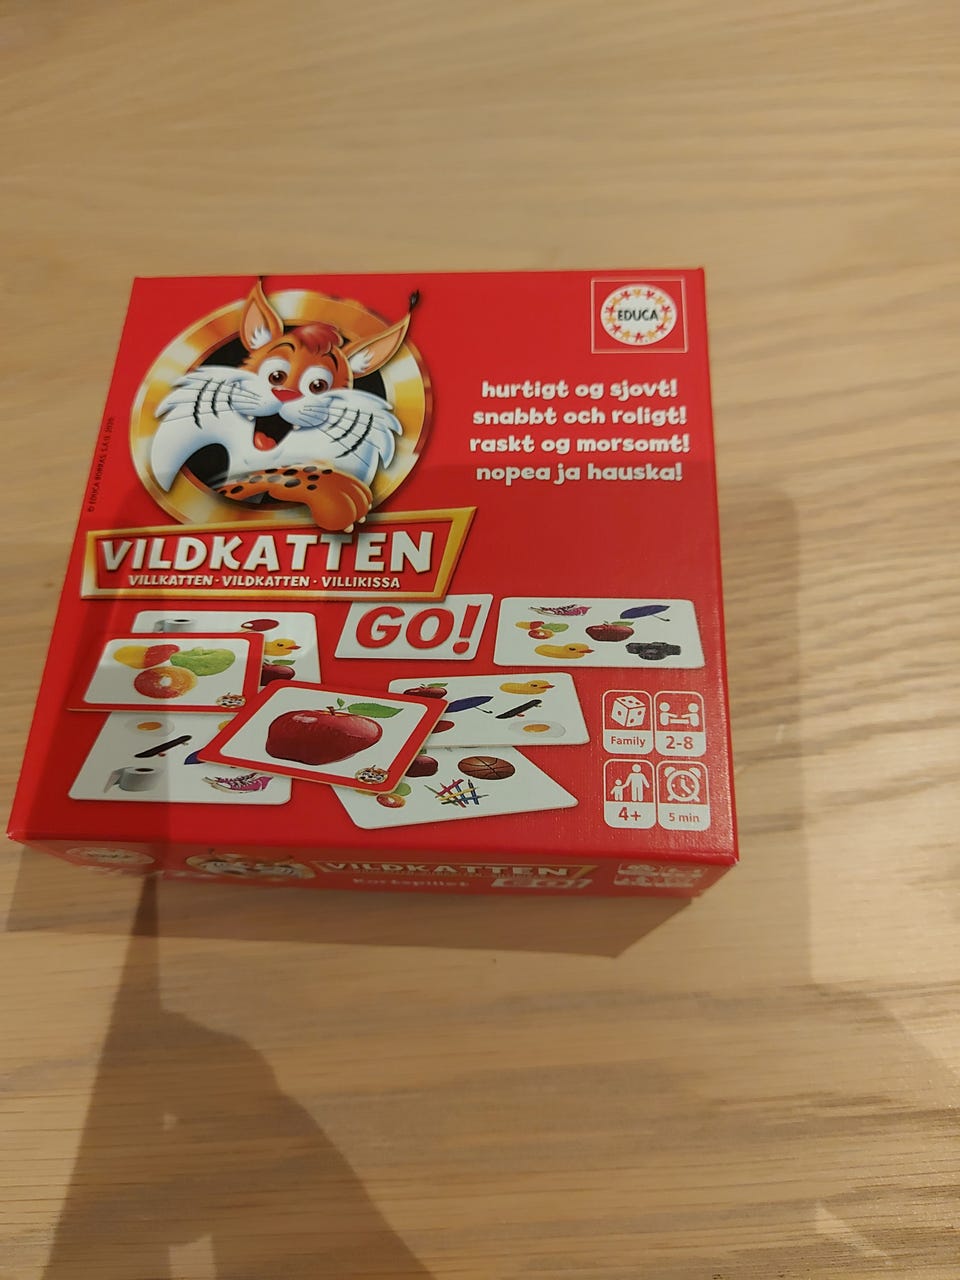 EDUCA
hurtigt og sjovt!
snabbt och roligt!
raskt og morsomt!
nopea ja hauska!
VILDKATTEN
VILLKATTEN · VILDKATTEN · VILLIKISSA
GO!
Family
2-8
4+
5 min
VILDKATTEN
GO!